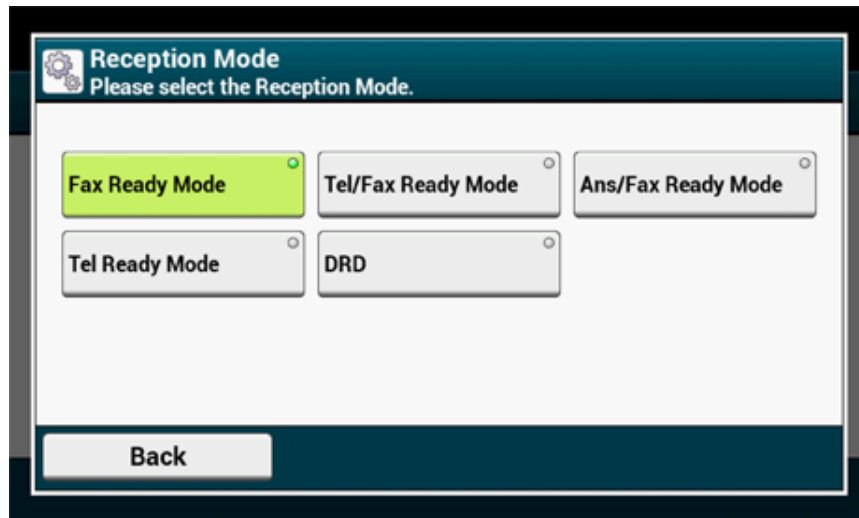 Reception Mode
Please select the Reception Mode.
Fax Ready Mode
Tel/Fax Ready Mode
Ans/Fax Ready Mode
Tel Ready Mode
DRD
Back